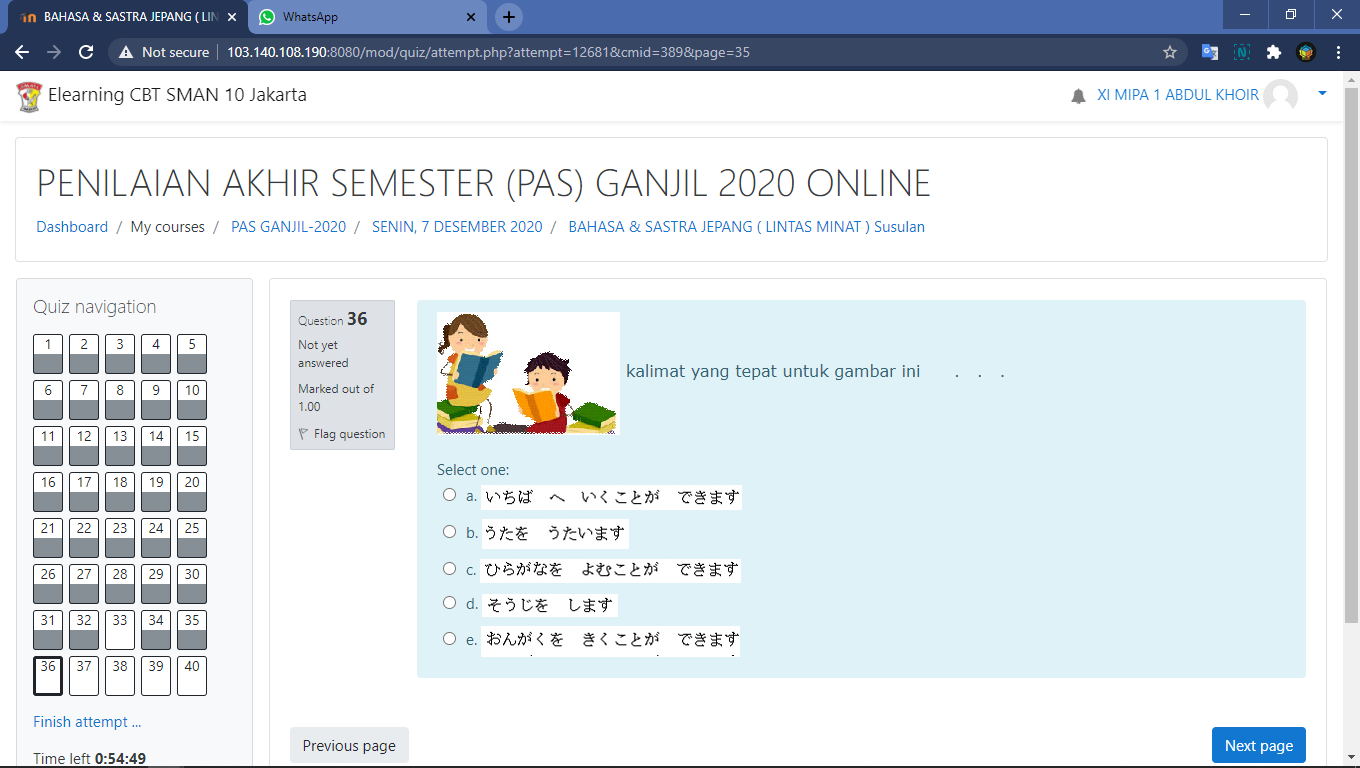 BAHASA & SASTRA JEPANG ( LIN
WhatsApp
Not secure
103.140.108.190:8080/mod/quiz/attempt.php?attempt=12681&cmid=389&page=35
Elearning CBT SMAN 10 Jakarta
XI MIPA 1 ABDUL KHOIR
PENILAIAN AKHIR SEMESTER (PAS) GANJIL 2020 ONLINE
Dashboard / My courses / PAS GANJIL-2020 / SENIN, 7 DESEMBER 2020 / BAHASA & SASTRA JEPANG ( LINTAS MINAT ) Susulan
Quiz navigation
1 2 3 4 5
6 7 8 9 10
11 12 13 14 15
16 17 18 19 20
21 22 23 24 25
26 27 28 29 30
31 32 33 34 35
36 37 38 39 40
Finish attempt ...
Time left 0:54:49
Question 36
Not yet
answered
Marked out of
1.00
Flag question
kalimat yang tepat untuk gambar ini . . .
Select one:
a. いちば へ いくことが できます
b. うたを うたいます
c. ひらがなを よむことが できます
d. そうじを します
e. おんがくを きくことが できます
Previous page
Next page